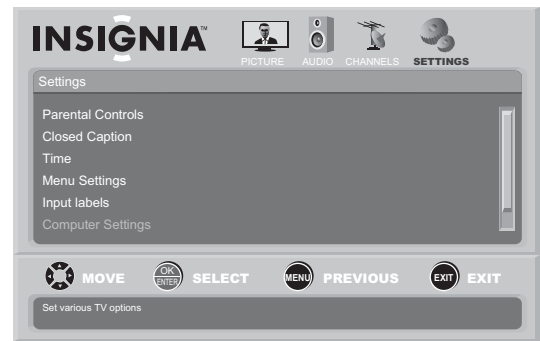 INSIGNIA™
PICTURE AUDIO CHANNELS SETTINGS
Settings
Parental Controls
Closed Caption
Time
Menu Settings
Input labels
Computer Settings
MOVE OK ENTER SELECT MENU PREVIOUS EXIT EXIT
Set various TV options